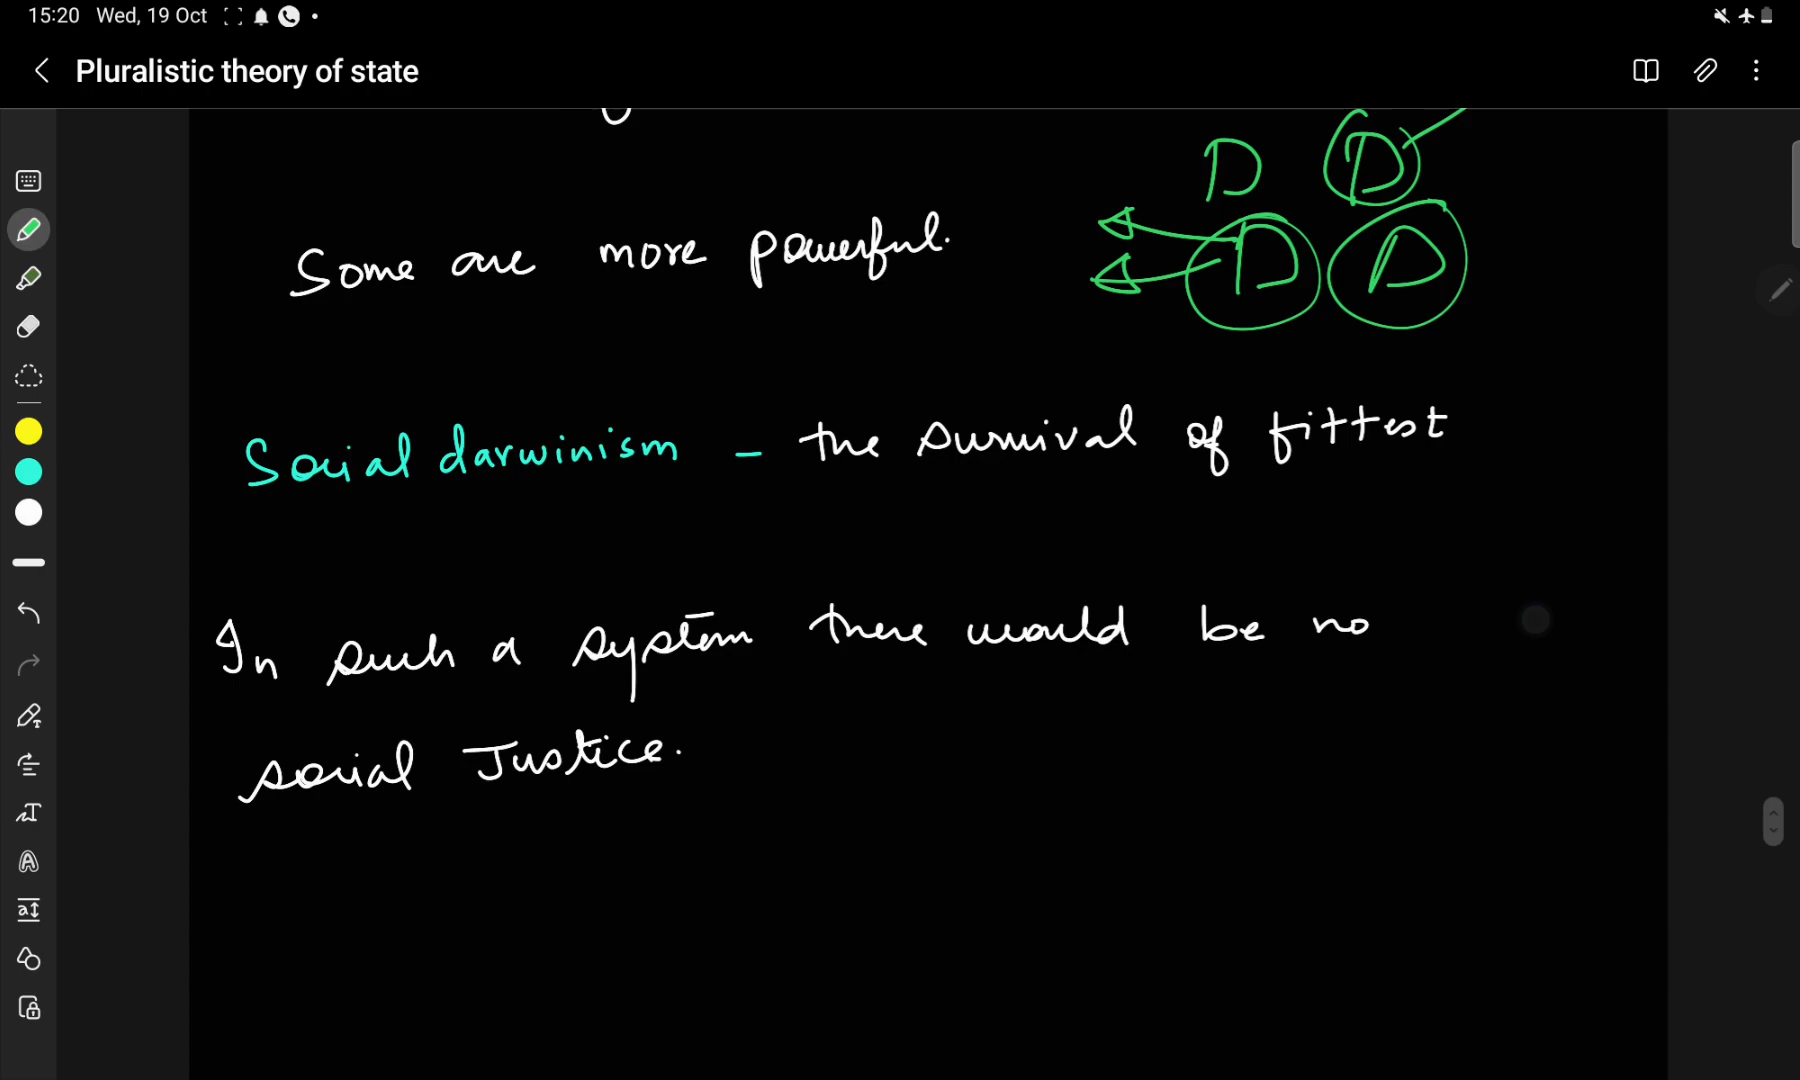 15:20 Wed, 19 Oct
Pluralistic theory of state
D D
Some are more powerful. D D
Social darwinism - the survival of fittest
In such a system there would be no
social Justice.